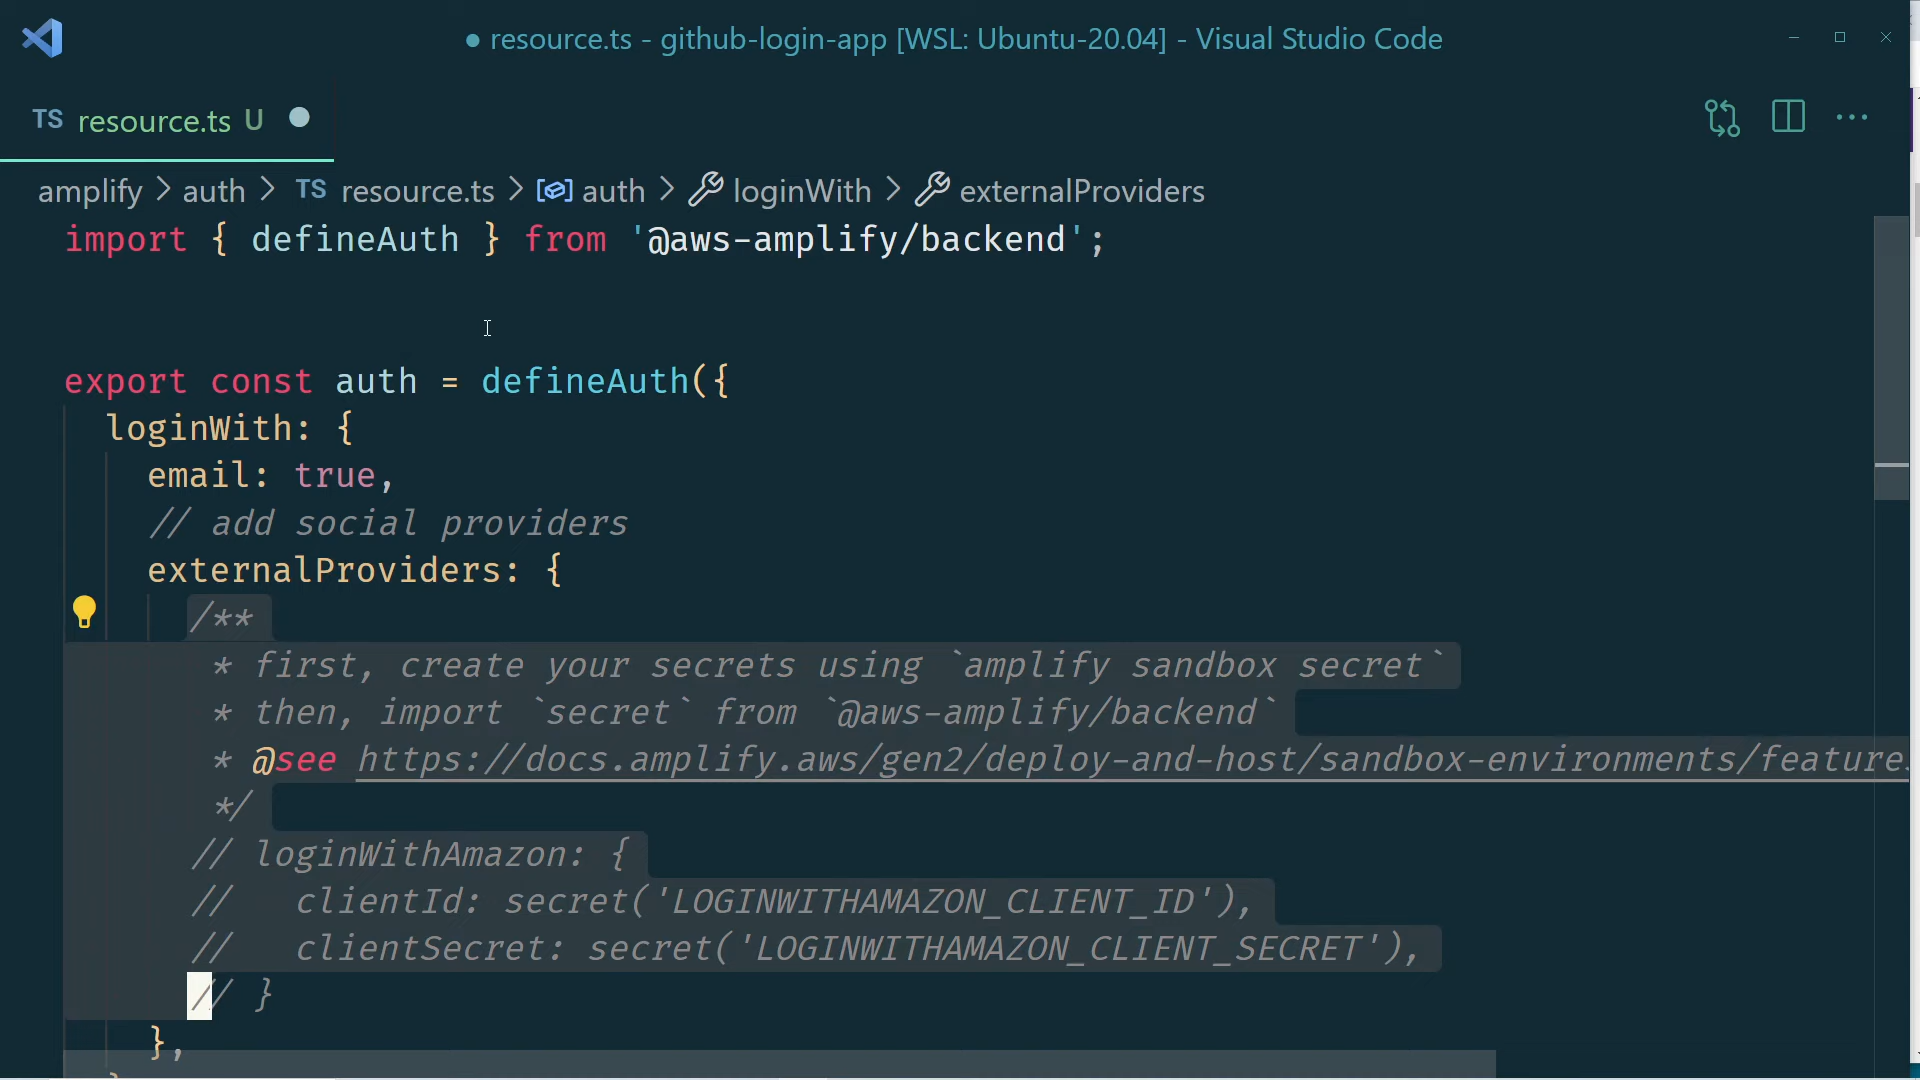 ● resource.ts - github-login-app [WSL: Ubuntu-20.04] - Visual Studio Code
TS resource.ts U ●
amplify > auth > TS resource.ts > auth > loginWith > externalProviders
import { defineAuth } from '@aws-amplify/backend';
export const auth = defineAuth({
loginWith: {
email: true,
// add social providers
externalProviders: {
/**
* first, create your secrets using `amplify sandbox secret`
* then, import `secret` from `@aws-amplify/backend`
* @see https://docs.amplify.aws/gen2/deploy-and-host/sandbox-environments/features
*/
// loginWithAmazon: {
//   clientId: secret('LOGINWITHAMAZON_CLIENT_ID'),
//   clientSecret: secret('LOGINWITHAMAZON_CLIENT_SECRET'),
// }
},